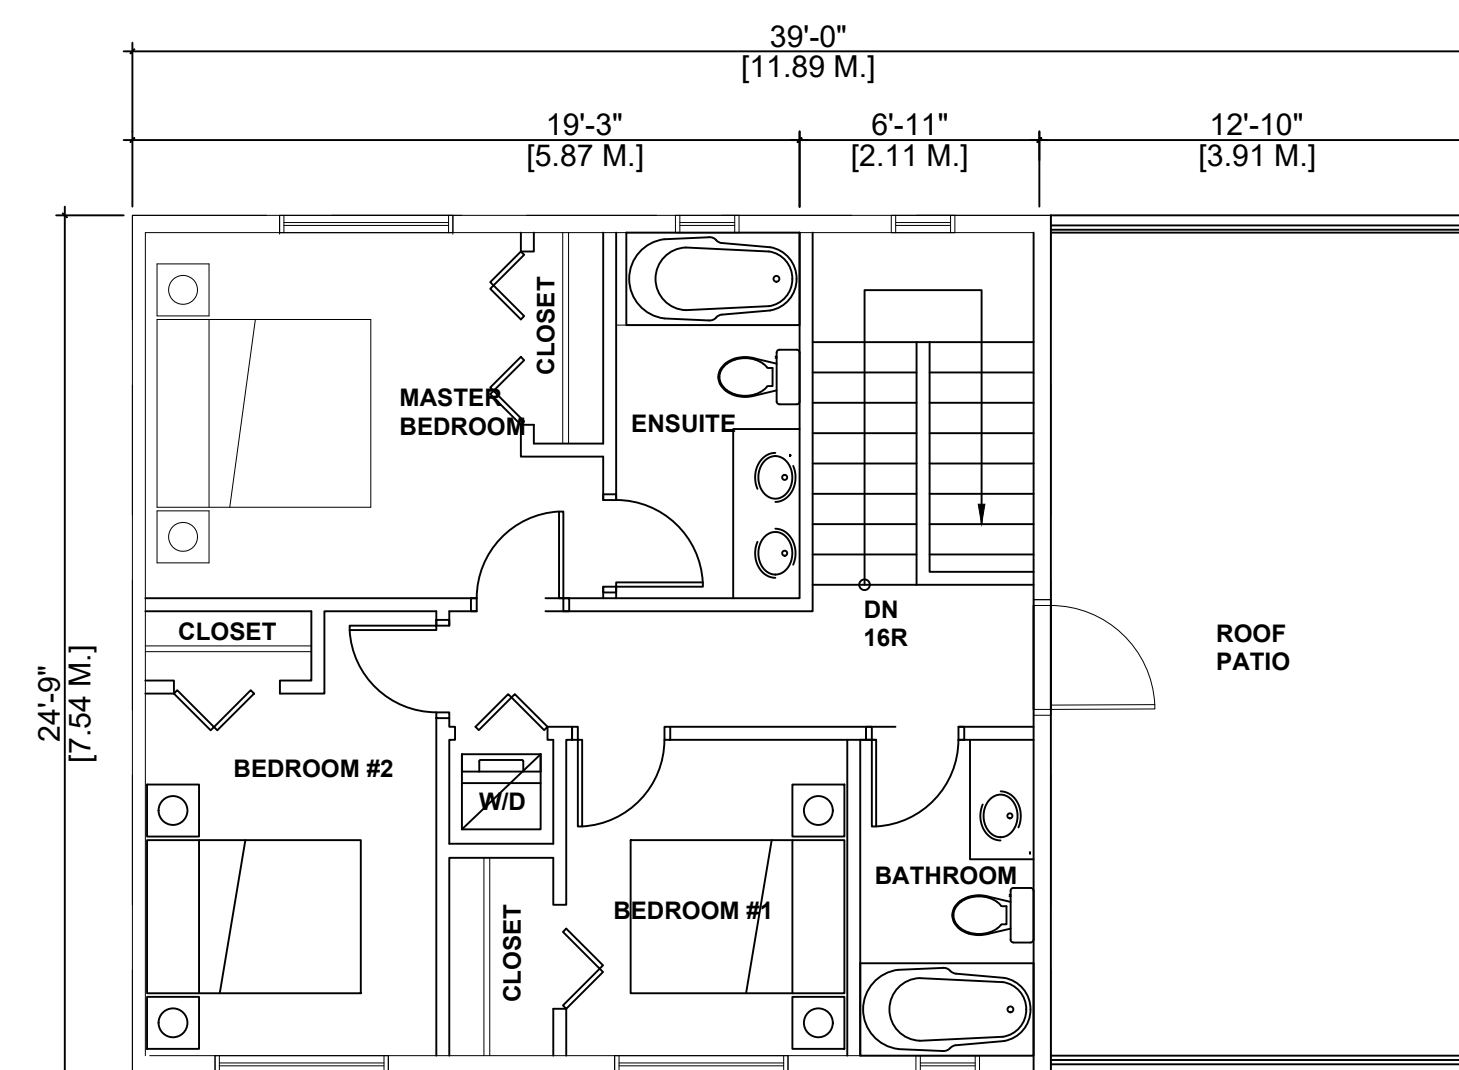 39'-0"
[11.89 M.]
19'-3"
[5.87 M.]
6'-11"
[2.11 M.]
12'-10"
[3.91 M.]
CLOSET
MASTER
BEDROOM
ENSUITE
DN
16R
CLOSET
ROOF
PATIO
24'-9"
[7.54 M.]
BEDROOM #2
W/D
BATHROOM
BEDROOM #1
CLOSET